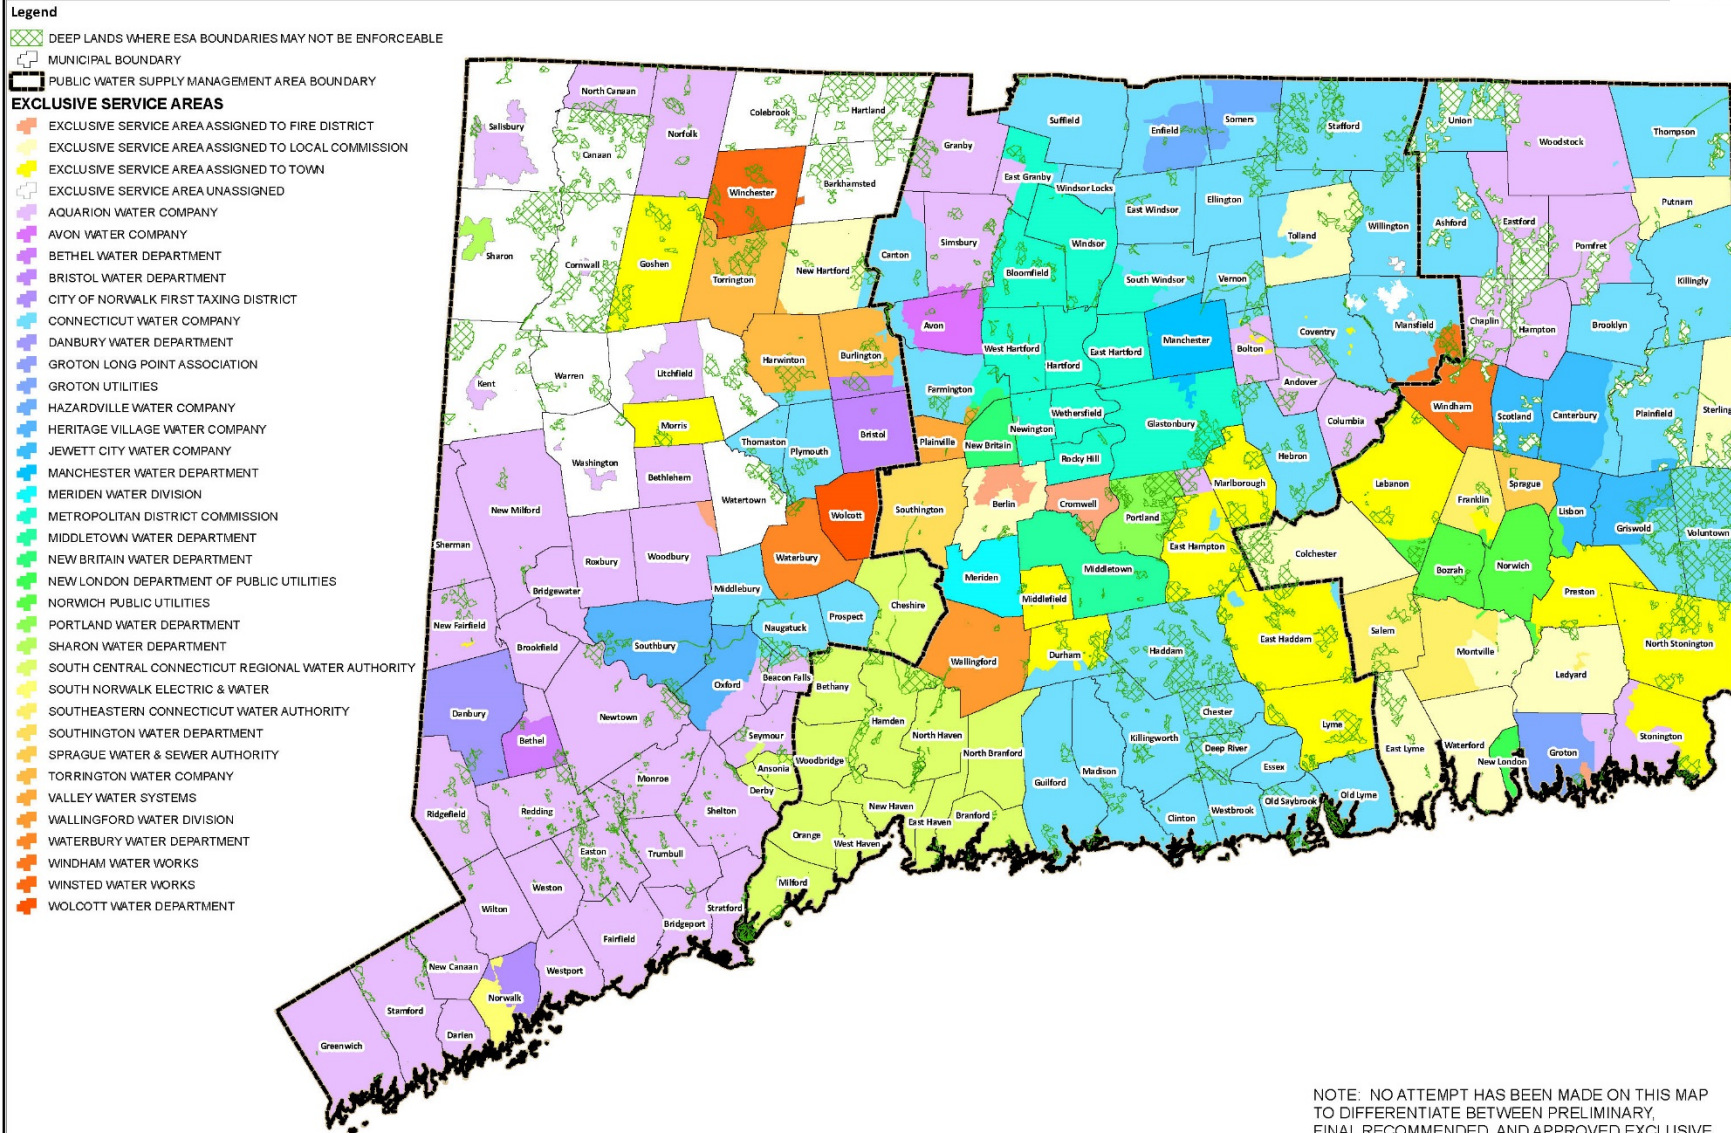 Legend
DEEP LANDS WHERE ESA BOUNDARIES MAY NOT BE ENFORCEABLE
MUNICIPAL BOUNDARY
PUBLIC WATER SUPPLY MANAGEMENT AREA BOUNDARY
EXCLUSIVE SERVICE AREAS
EXCLUSIVE SERVICE AREA ASSIGNED TO FIRE DISTRICT
EXCLUSIVE SERVICE AREA ASSIGNED TO LOCAL COMMISSION
EXCLUSIVE SERVICE AREA ASSIGNED TO TOWN
EXCLUSIVE SERVICE AREA UNASSIGNED
AQUARION WATER COMPANY
AVON WATER COMPANY
BETHEL WATER DEPARTMENT
BRISTOL WATER DEPARTMENT
CITY OF NORWALK FIRST TAXING DISTRICT
CONNECTICUT WATER COMPANY
DANBURY WATER DEPARTMENT
GROTON LONG POINT ASSOCIATION
GROTON UTILITIES
HAZARDVILLE WATER COMPANY
HERITAGE VILLAGE WATER COMPANY
JEWETT CITY WATER COMPANY
MANCHESTER WATER DEPARTMENT
MERIDEN WATER DIVISION
METROPOLITAN DISTRICT COMMISSION
MIDDLETOWN WATER DEPARTMENT
NEW BRITAIN WATER DEPARTMENT
NEW LONDON DEPARTMENT OF PUBLIC UTILITIES
NORWICH PUBLIC UTILITIES
PORTLAND WATER DEPARTMENT
SHARON WATER DEPARTMENT
SOUTH CENTRAL CONNECTICUT REGIONAL WATER AUTHORITY
SOUTH NORWALK ELECTRIC & WATER
SOUTHEASTERN CONNECTICUT WATER AUTHORITY
SOUTHINGTON WATER DEPARTMENT
SPRAGUE WATER & SEWER AUTHORITY
TORRINGTON WATER COMPANY
VALLEY WATER SYSTEMS
WALLINGFORD WATER DIVISION
WATERBURY WATER DEPARTMENT
WINDHAM WATER WORKS
WINSTED WATER WORKS
WOLCOTT WATER DEPARTMENT
North Canaan
Colebrook
Hartland
Salisbury
Norfolk
Canaan
Winchester
Barkhamsted
Granby
Suffield
Enfield
Somers
Stafford
Union
Woodstock
Thompson
East Granby
Windsor Locks
East Windsor
Ellington
Tolland
Willington
Ashford
Eastford
Pomfret
Putnam
Sharon
Cornwall
Goshen
Torrington
New Hartford
Canton
Simsbury
Bloomfield
Windsor
South Windsor
Vernon
Killingly
Kent
Warren
Litchfield
Harwinton
Burlington
Avon
West Hartford
Hartford
East Hartford
Manchester
Bolton
Coventry
Mansfield
Chaplin
Hampton
Brooklyn
Andover
Farmington
Morris
Washington
Bethlehem
Watertown
Thomaston
Plymouth
Bristol
Plainville
New Britain
Newington
Wethersfield
Rocky Hill
Glastonbury
Hebron
Columbia
Windham
Scotland
Canterbury
Plainfield
Sterling
New Milford
Sherman
Roxbury
Woodbury
Wolcott
Waterbury
Southington
Berlin
Cromwell
Portland
Marlborough
East Hampton
Lebanon
Franklin
Sprague
Lisbon
Griswold
Voluntown
Colchester
Bozrah
Norwich
Preston
Bridgewater
Middlebury
Naugatuck
Prospect
Cheshire
Meriden
Middlefield
Middletown
New Fairfield
Brookfield
Southbury
Oxford
Beacon Falls
Bethany
Wallingford
Durham
Haddam
East Haddam
Salem
Montville
Ledyard
North Stonington
Danbury
Bethel
Newtown
Seymour
Woodbridge
Hamden
North Haven
North Branford
Killingworth
Chester
Deep River
Essex
Lyme
East Lyme
Waterford
New London
Groton
Stonington
Ansonia
Derby
Monroe
Shelton
Ridgefield
Redding
Easton
Trumbull
Orange
New Haven
East Haven
Branford
West Haven
Guilford
Madison
Clinton
Westbrook
Old Saybrook
Old Lyme
Milford
Weston
Wilton
Stratford
Bridgeport
Fairfield
Westport
New Canaan
Norwalk
Stamford
Darien
Greenwich
NOTE: NO ATTEMPT HAS BEEN MADE ON THIS MAP
TO DIFFERENTIATE BETWEEN PRELIMINARY,
FINAL RECOMMENDED, AND APPROVED EXCLUSIVE